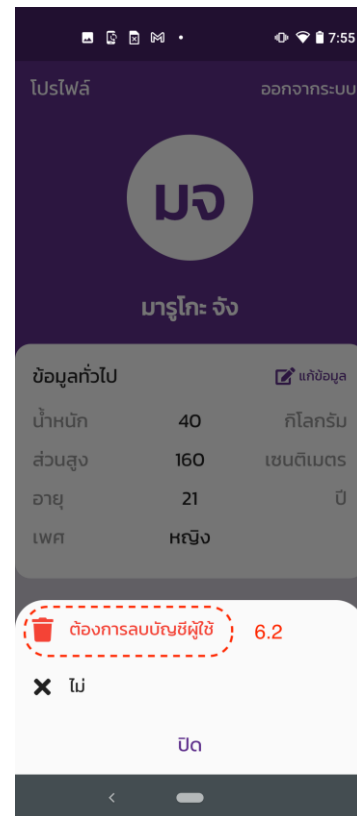 7:55
โปรไฟล์ ออกจากระบบ
มจ
มารูโกะ จัง
ข้อมูลทั่วไป แก้ข้อมูล
น้ำหนัก 40 กิโลกรัม
ส่วนสูง 160 เซนติเมตร
อายุ 21 ปี
เพศ หญิง
ต้องการลบบัญชีผู้ใช้ 6.2
ไม่
ปิด